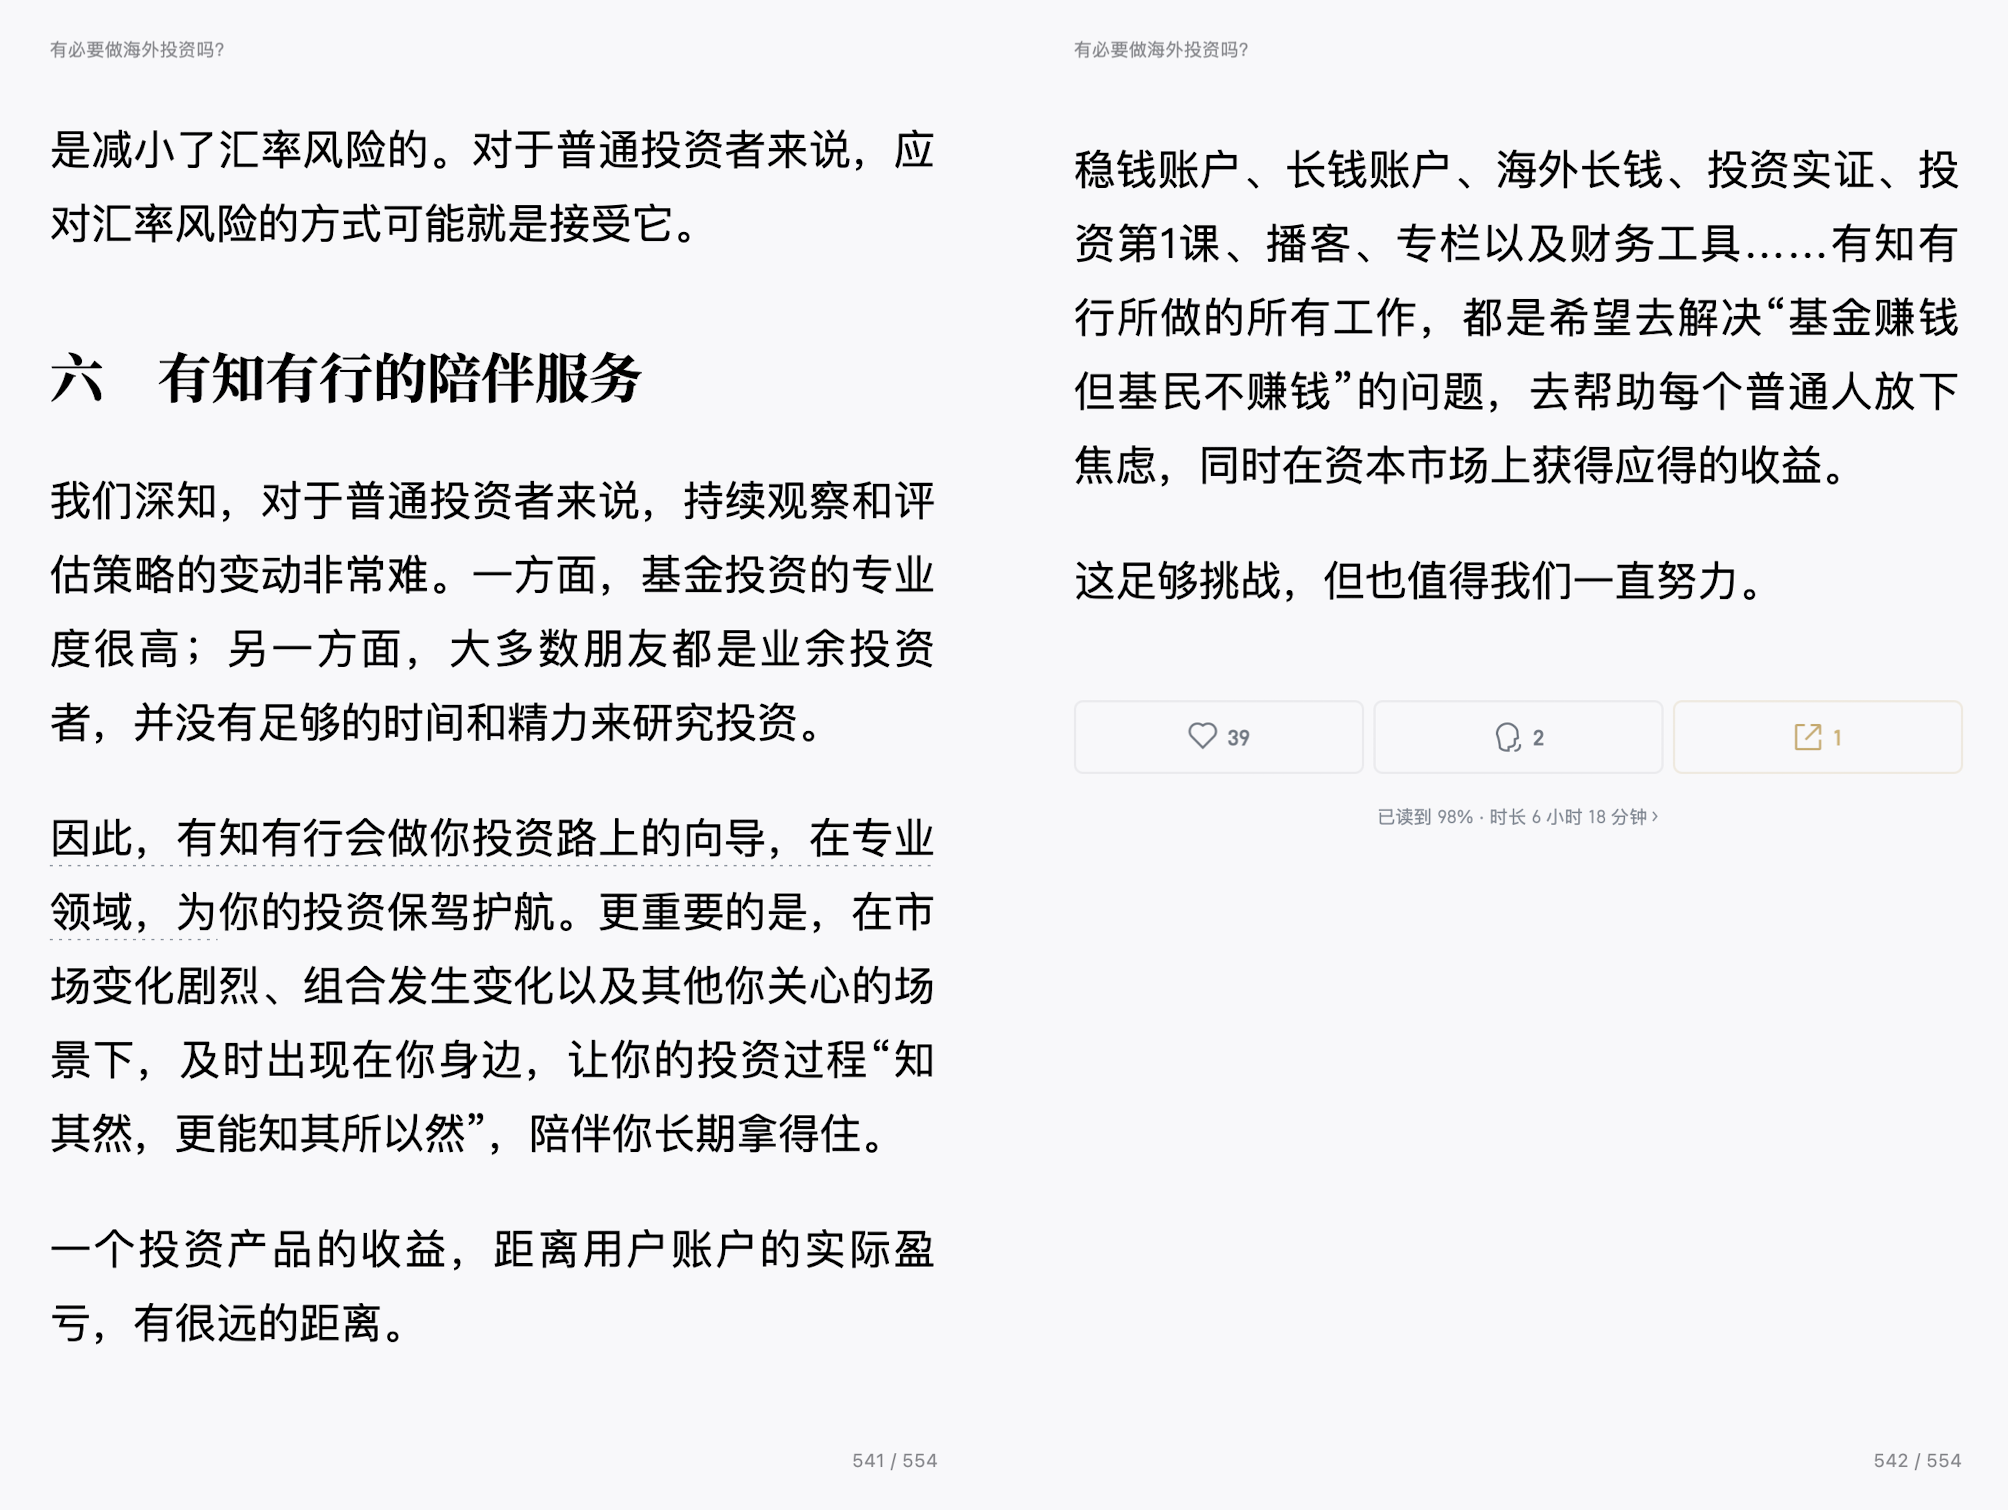 有必要做海外投资吗?
是减小了汇率风险的。对于普通投资者来说，应
对汇率风险的方式可能就是接受它。
六 有知有行的陪伴服务
我们深知，对于普通投资者来说，持续观察和评
估策略的变动非常难。一方面，基金投资的专业
度很高；另一方面，大多数朋友都是业余投资
者，并没有足够的时间和精力来研究投资。
因此，有知有行会做你投资路上的向导，在专业
领域，为你的投资保驾护航。更重要的是，在市
场变化剧烈、组合发生变化以及其他你关心的场
景下，及时出现在你身边，让你的投资过程“知
其然，更能知其所以然”，陪伴你长期拿得住。
一个投资产品的收益，距离用户账户的实际盈
亏，有很远的距离。
541 / 554
有必要做海外投资吗?
稳钱账户、长钱账户、海外长钱、投资实证、投
资第1课、播客、专栏以及财务工具……有知有
行所做的所有工作，都是希望去解决“基金赚钱
但基民不赚钱”的问题，去帮助每个普通人放下
焦虑，同时在资本市场上获得应得的收益。
这足够挑战，但也值得我们一直努力。
39
2
1
已读到 98% · 时长 6 小时 18 分钟 ›
542 / 554